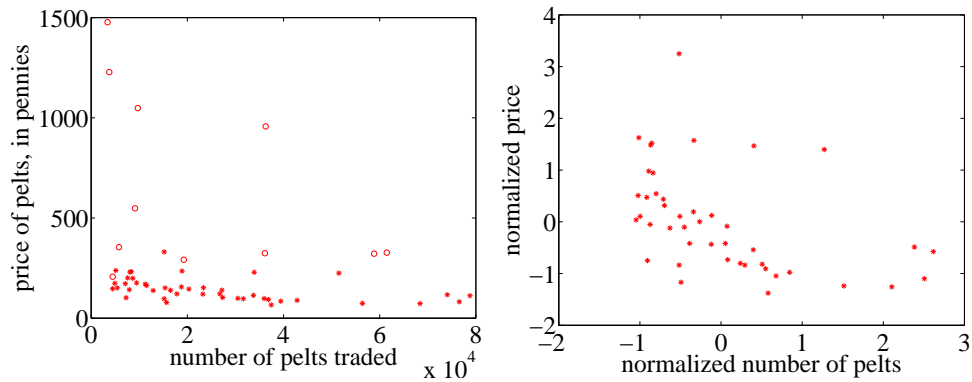 price of pelts, in pennies
1500
1000
500
0
0 2 4 6 8
number of pelts traded
x 10^4
normalized price
4
3
2
1
0
−1
−2
−2 −1 0 1 2 3
normalized number of pelts